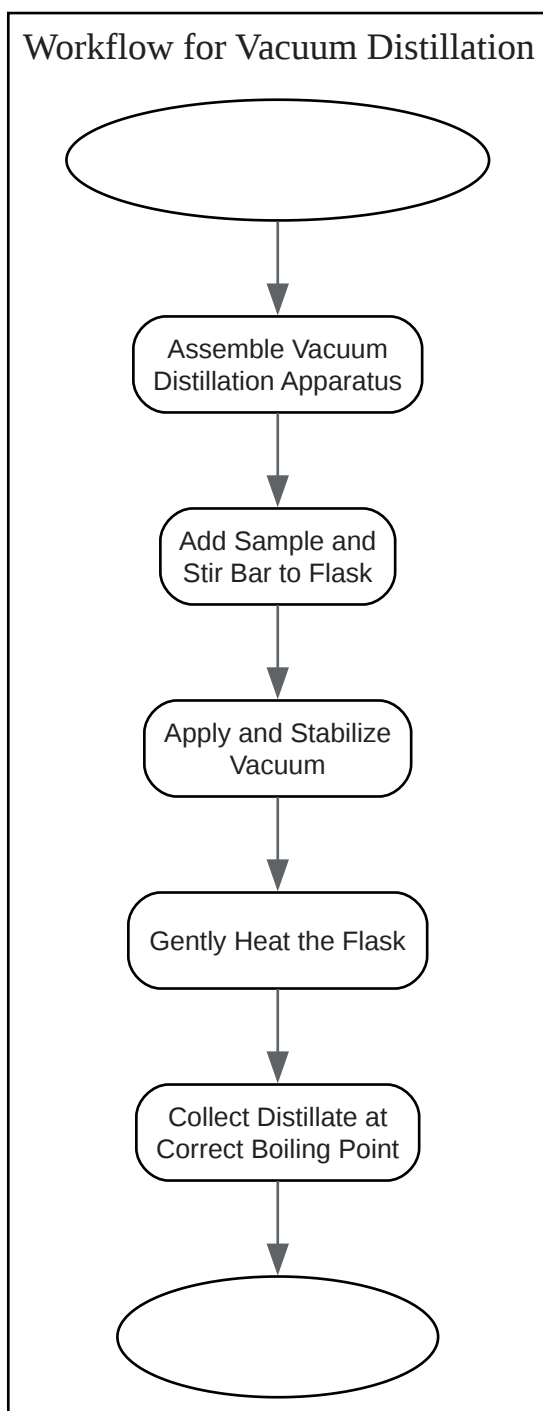 Workflow for Vacuum Distillation
Assemble Vacuum
Distillation Apparatus
Add Sample and
Stir Bar to Flask
Apply and Stabilize
Vacuum
Gently Heat the Flask
Collect Distillate at
Correct Boiling Point